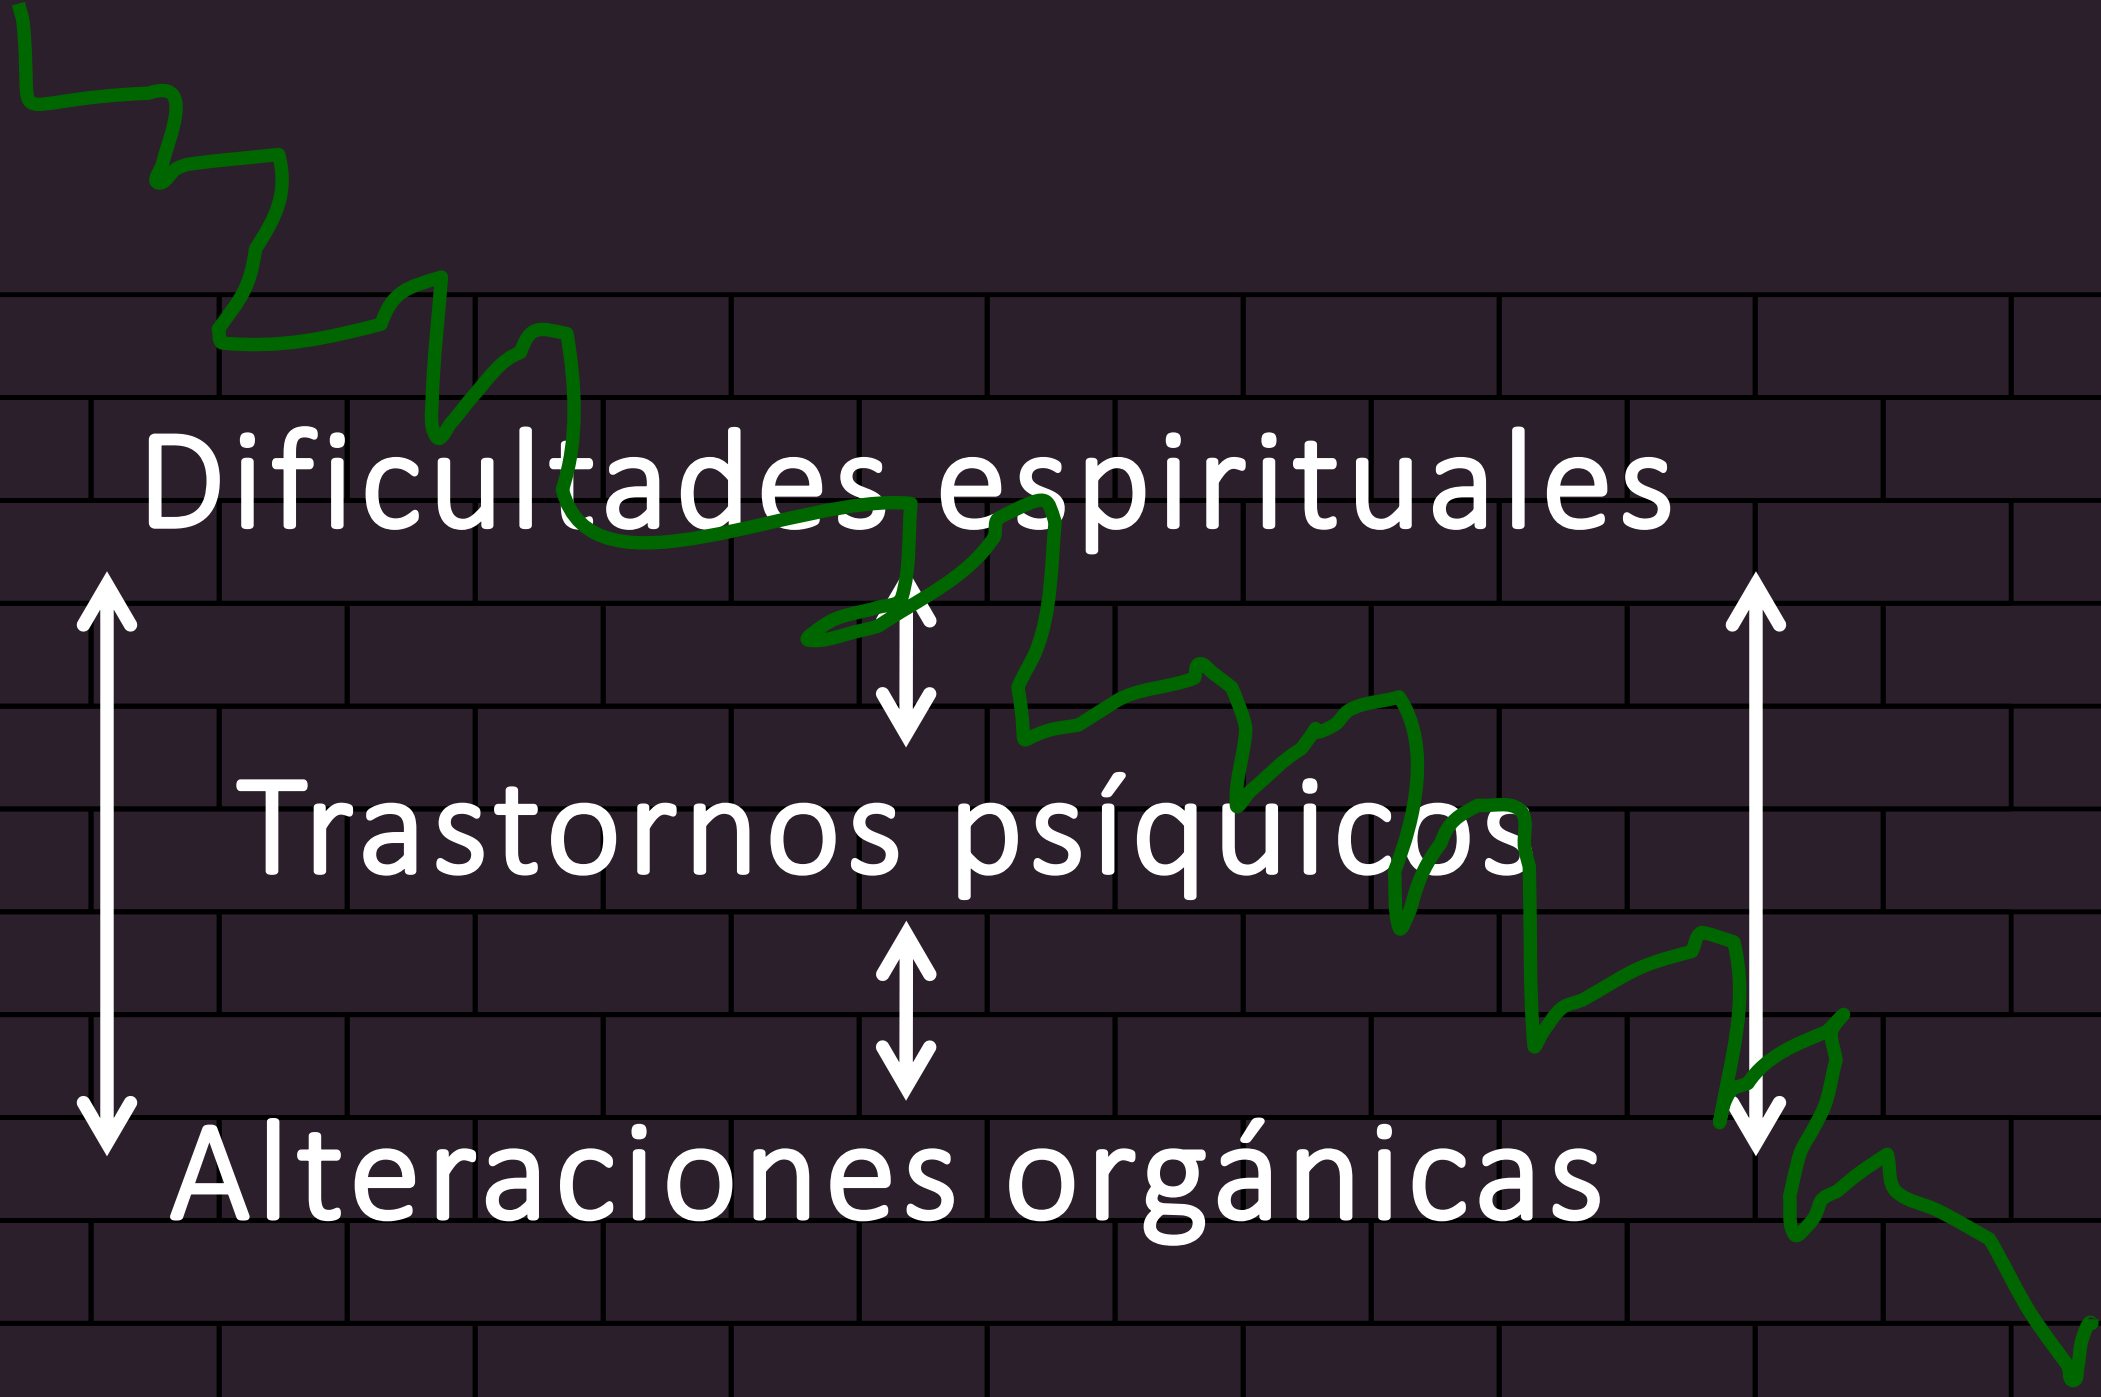 Dificultades espirituales
Trastornos psíquicos
Alteraciones orgánicas